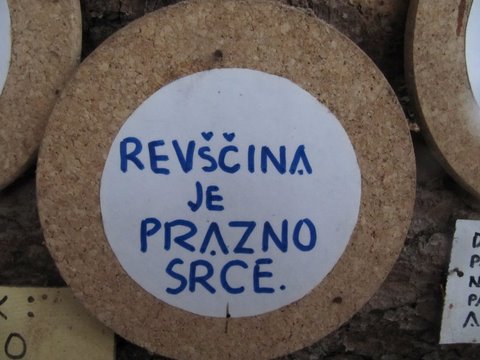 REVŠČINA
JE
PRAZNO
SRCE.